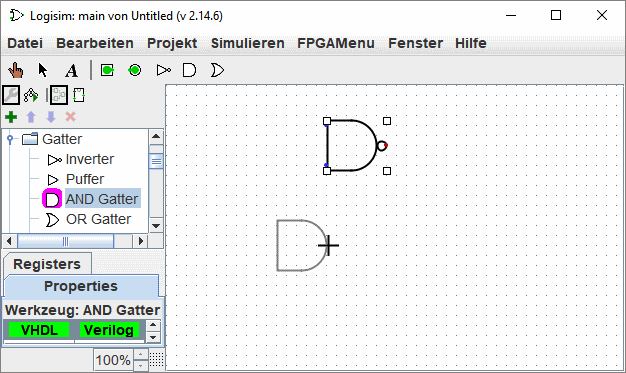 Logisim: main von Untitled (v 2.14.6)
Datei Bearbeiten Projekt Simulieren FPGAMenu Fenster Hilfe
A
Gatter
Inverter
Puffer
AND Gatter
OR Gatter
Registers
Properties
Werkzeug: AND Gatter
VHDL Verilog
100%